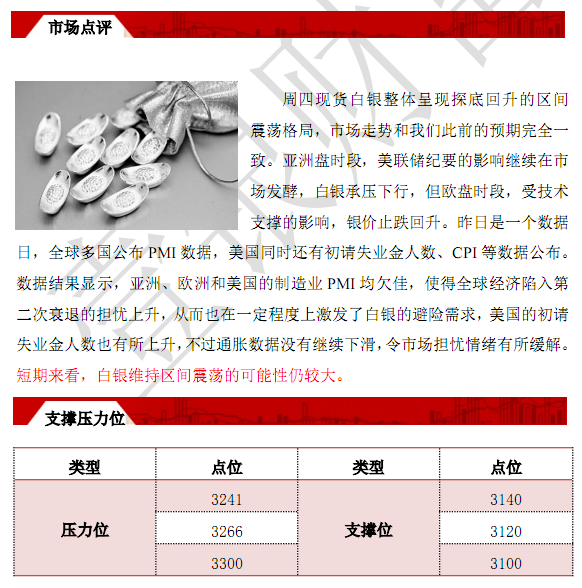 市场点评
周四现货白银整体呈现探底回升的区间
震荡格局，市场走势和我们此前的预期完全一
致。亚洲盘时段，美联储纪要的影响继续在市
场发酵，白银承压下行，但欧盘时段，受技术
支撑的影响，银价止跌回升。昨日是一个数据
日，全球多国公布 PMI 数据，美国同时还有初请失业金人数、CPI 等数据公布。
数据结果显示，亚洲、欧洲和美国的制造业 PMI 均欠佳，使得全球经济陷入第
二次衰退的担忧上升，从而也在一定程度上激发了白银的避险需求，美国的初请
失业金人数也有所上升，不过通胀数据没有继续下滑，令市场担忧情绪有所缓解。
短期来看，白银维持区间震荡的可能性仍较大。
支撑压力位
类型 点位 类型 点位
3241 3140
压力位 3266 支撑位 3120
3300 3100